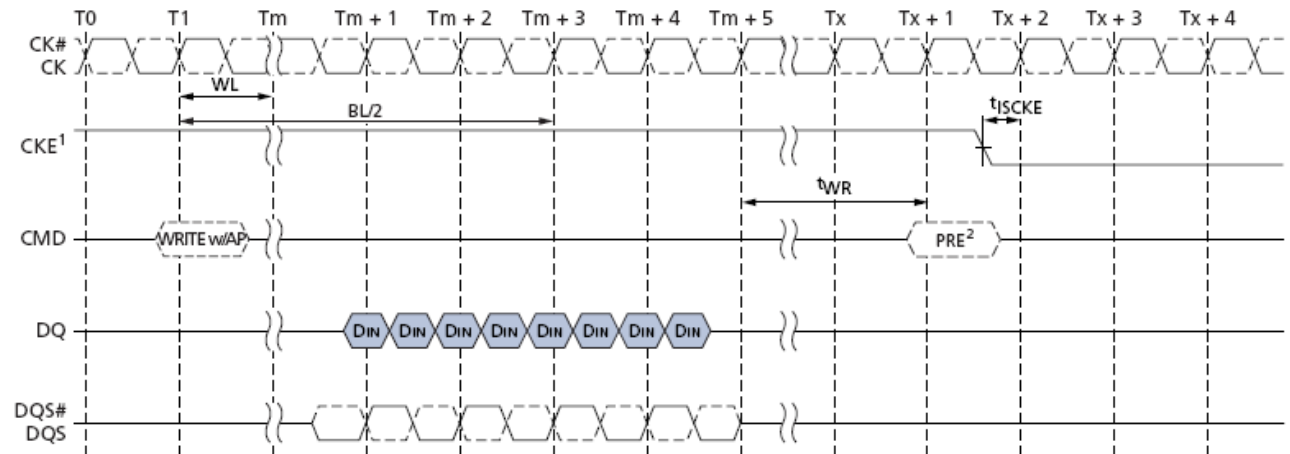 T0 T1 Tm Tm + 1 Tm + 2 Tm + 3 Tm + 4 Tm + 5 Tx Tx + 1 Tx + 2 Tx + 3 Tx + 4
CK#
CK
WL
BL/2
tISCKE
CKE1
tWR
CMD WRITE w/AP PRE2
DQ DIN DIN DIN DIN DIN DIN DIN DIN
DQS#
DQS